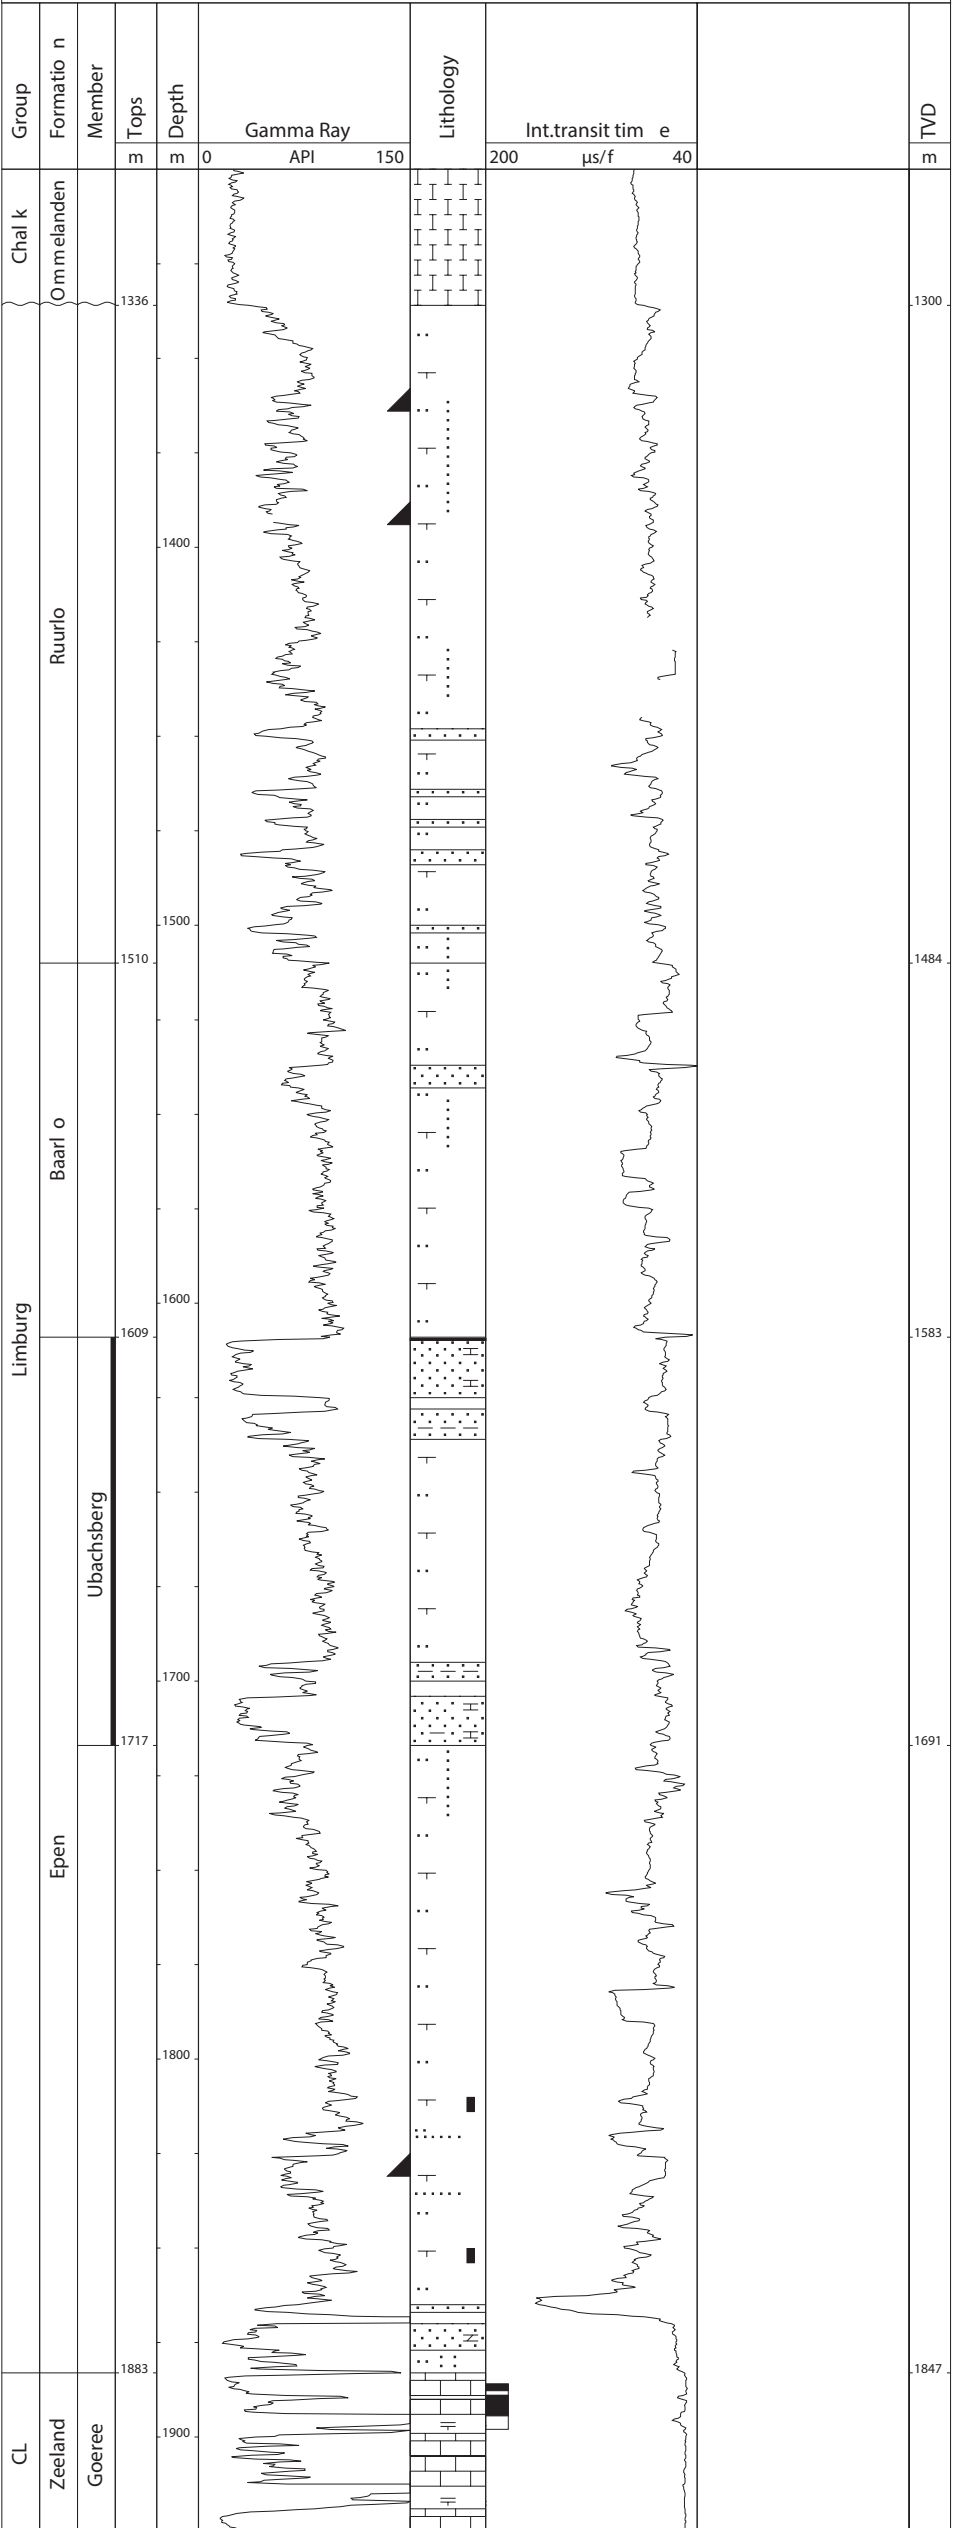 Group
Formatio n
Member
Tops
Depth
Gamma Ray
Lithology
Int.transit tim e
TVD
m
m
0 API 150
200 µs/f 40
m
Chal k
Ommelanden
1336
1300
1400
Ruurlo
1500
1510
1484
Baarl o
1600
Limburg
1609
1583
Ubachsberg
1700
1717
1691
Epen
1800
1883
1847
1900
CL
Zeeland
Goeree